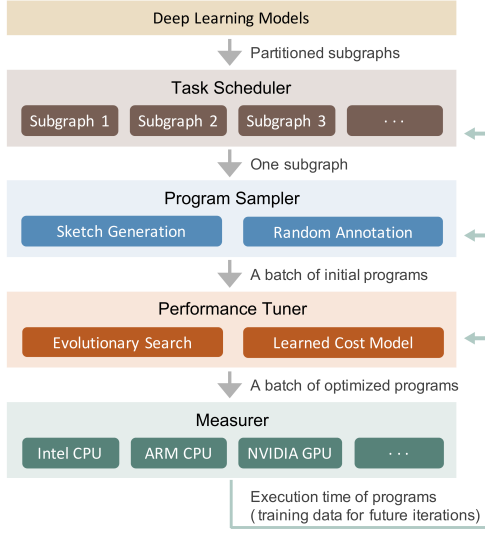 Deep Learning Models
Partitioned subgraphs
Task Scheduler
Subgraph 1 Subgraph 2 Subgraph 3 · · ·
One subgraph
Program Sampler
Sketch Generation Random Annotation
A batch of initial programs
Performance Tuner
Evolutionary Search Learned Cost Model
A batch of optimized programs
Measurer
Intel CPU ARM CPU NVIDIA GPU · · ·
Execution time of programs
(training data for future iterations)